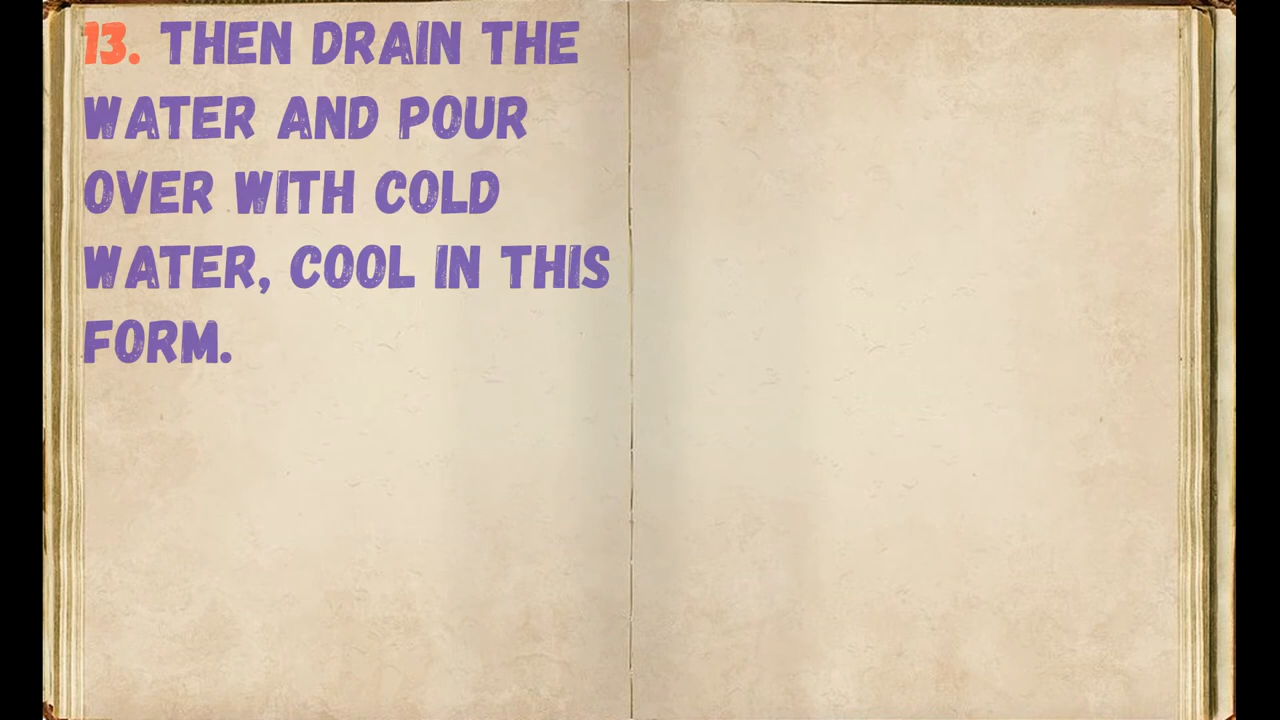 13. THEN DRAIN THE
WATER AND POUR
OVER WITH COLD
WATER, COOL IN THIS
FORM.